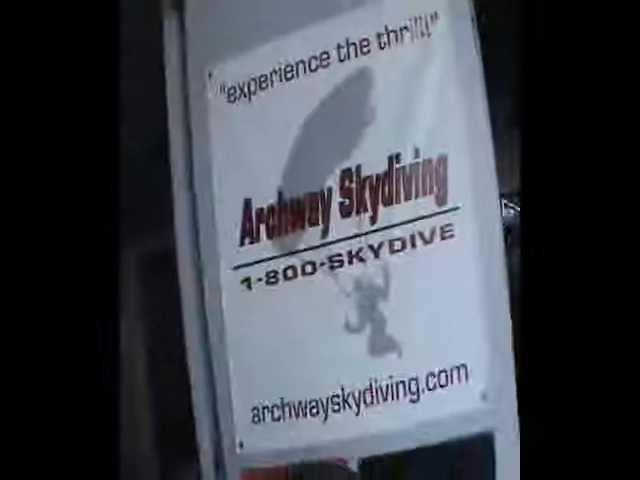 "experience the thrill!"
Archway Skydiving
1-800-SKYDIVE
archwayskydiving.com